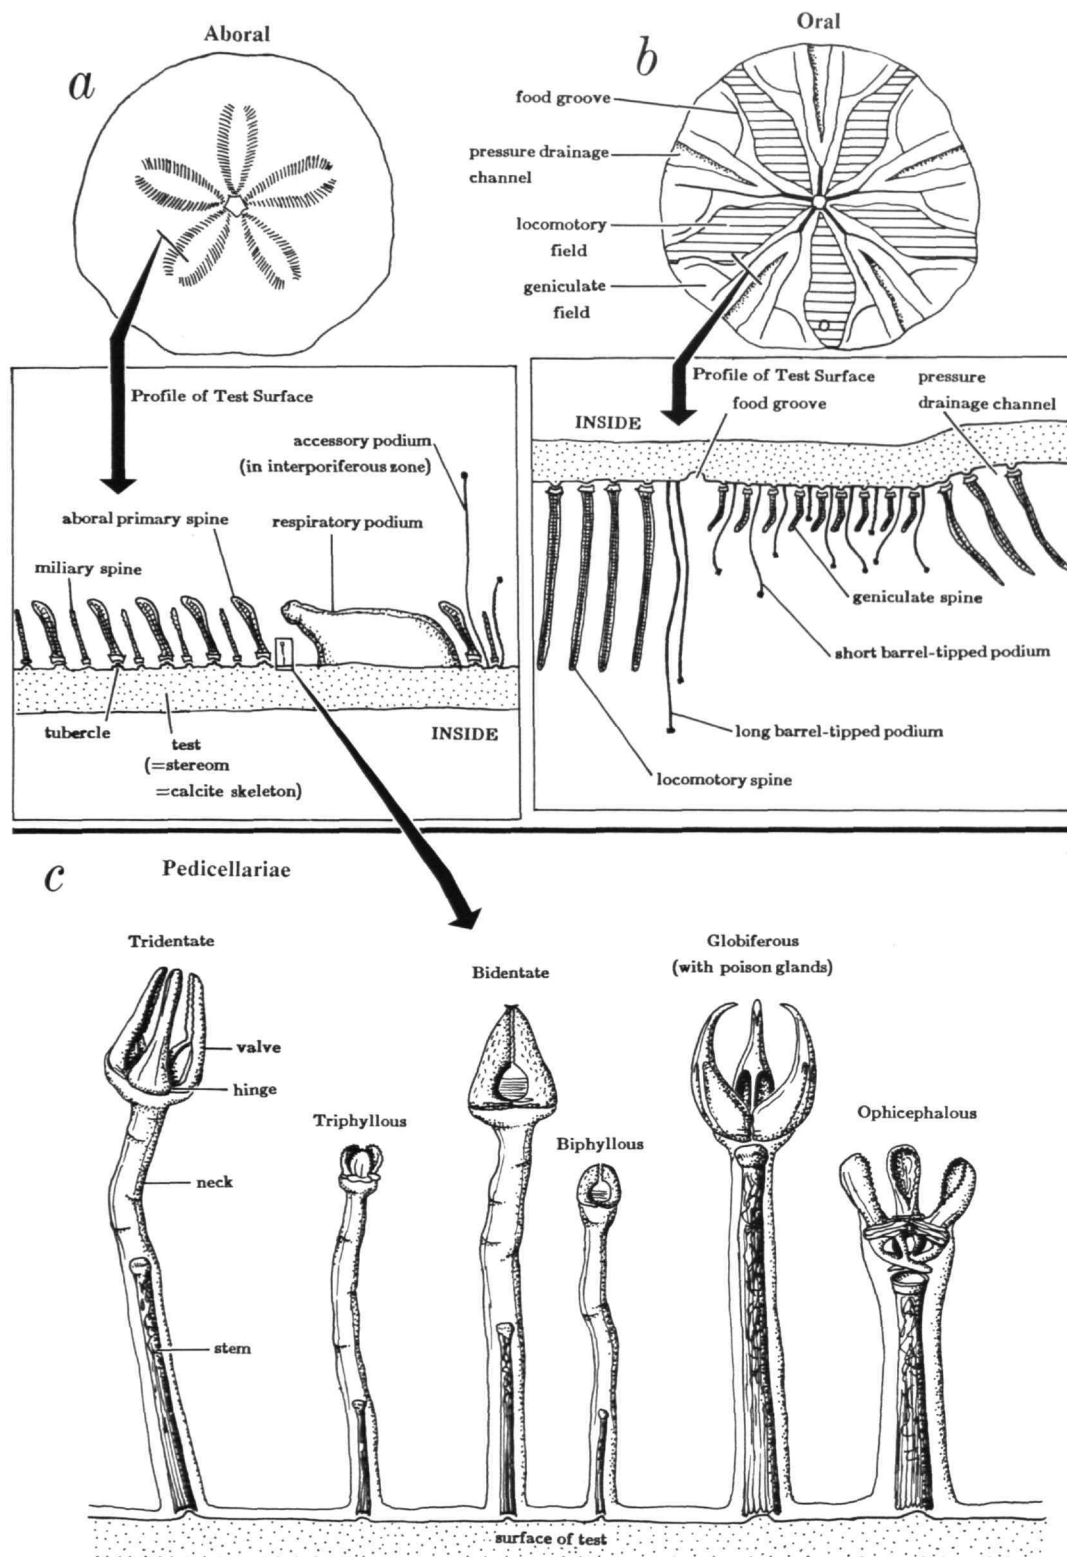 Aboral
a
Oral
b
food groove
pressure drainage
channel
locomotory
field
geniculate
field
Profile of Test Surface
accessory podium
(in interporiferous zone)
aboral primary spine
respiratory podium
miliary spine
tubercle
test
(=stereom
=calcite skeleton)
INSIDE
Profile of Test Surface
food groove
pressure
drainage channel
INSIDE
geniculate spine
short barrel-tipped podium
long barrel-tipped podium
locomotory spine
c
Pedicellariae
Tridentate
valve
hinge
neck
stem
Triphyllous
Bidentate
Biphyllous
Globiferous
(with poison glands)
Ophicephalous
surface of test